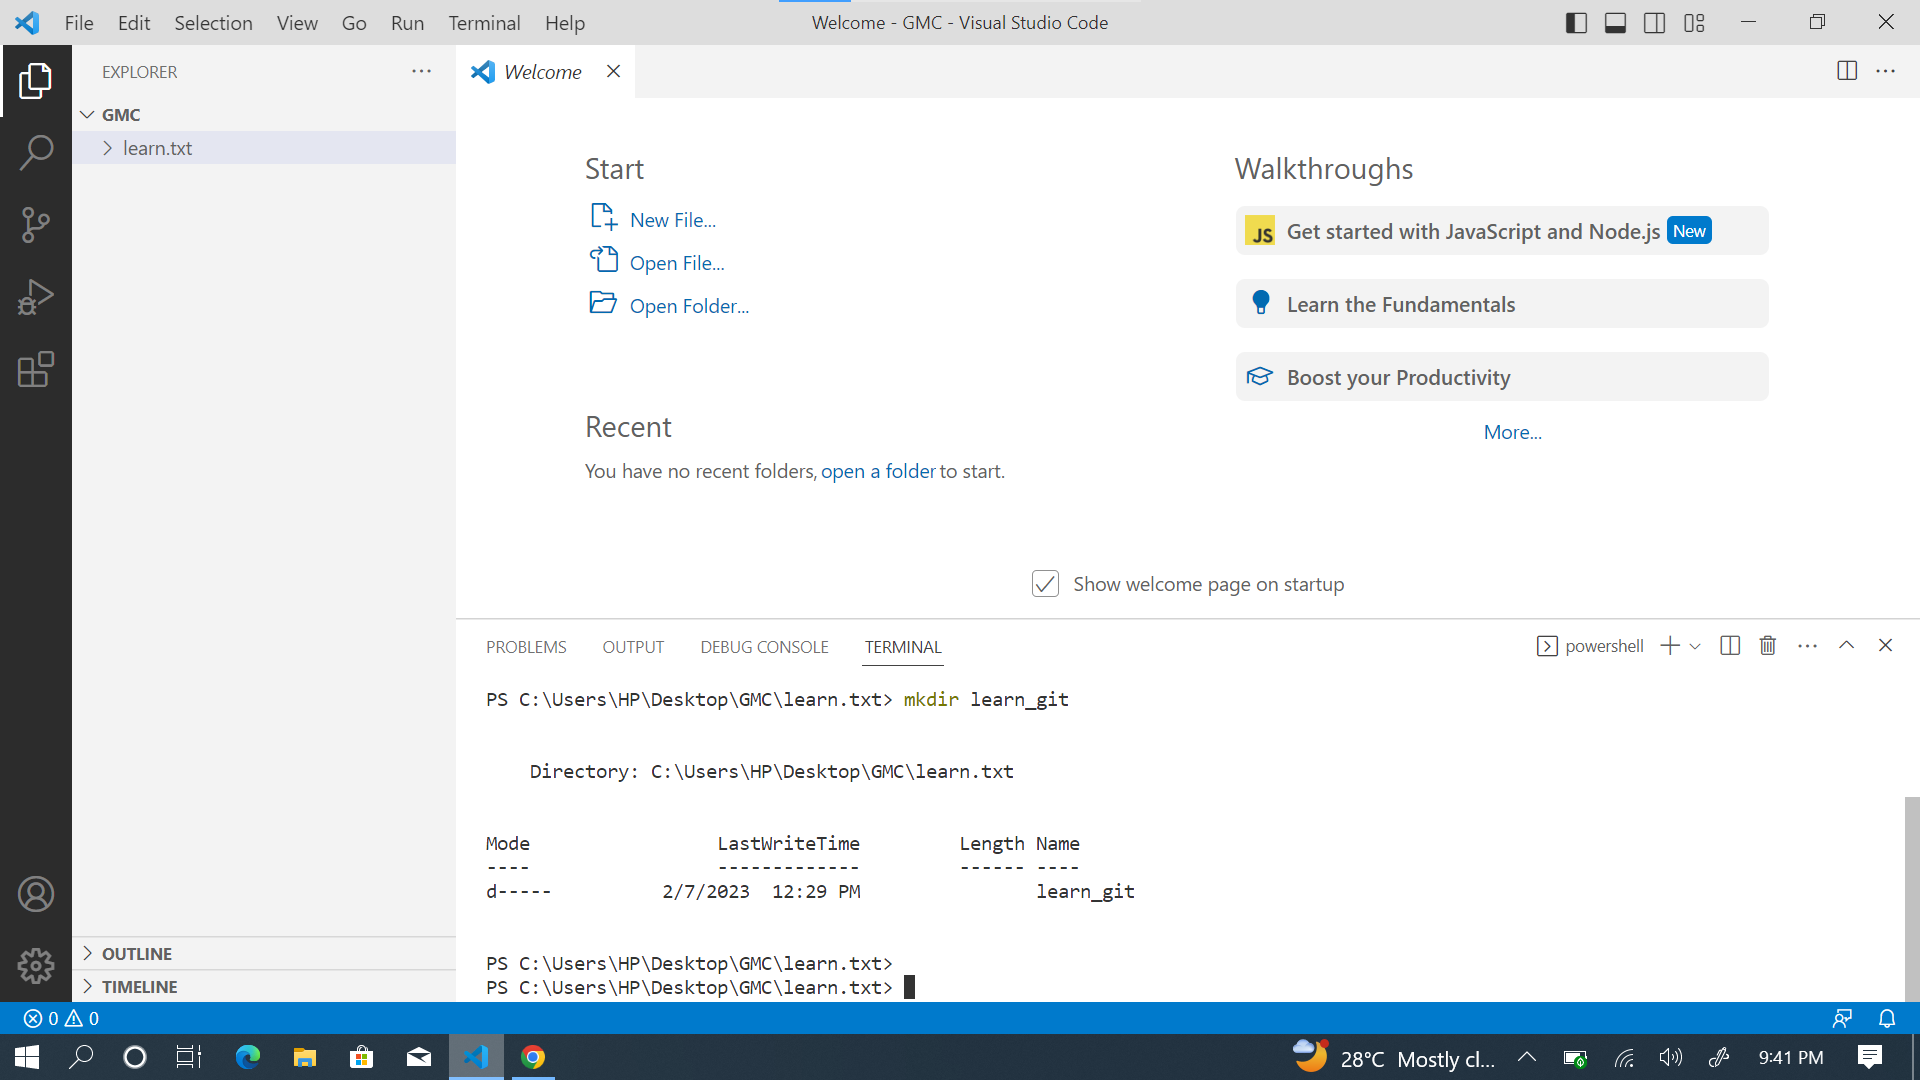 File Edit Selection View Go Run Terminal Help
Welcome - GMC - Visual Studio Code
EXPLORER
GMC
learn.txt
OUTLINE
TIMELINE
Welcome
Start
New File...
Open File...
Open Folder...
Recent
You have no recent folders, open a folder to start.
Walkthroughs
JS Get started with JavaScript and Node.js New
Learn the Fundamentals
Boost your Productivity
More...
Show welcome page on startup
PROBLEMS OUTPUT DEBUG CONSOLE TERMINAL
powershell
PS C:\Users\HP\Desktop\GMC\learn.txt> mkdir learn_git
Directory: C:\Users\HP\Desktop\GMC\learn.txt
Mode LastWriteTime Length Name
---- ------------- ------ ----
d----- 2/7/2023 12:29 PM learn_git
PS C:\Users\HP\Desktop\GMC\learn.txt>
PS C:\Users\HP\Desktop\GMC\learn.txt>
0 0
28°C Mostly cl...
9:41 PM